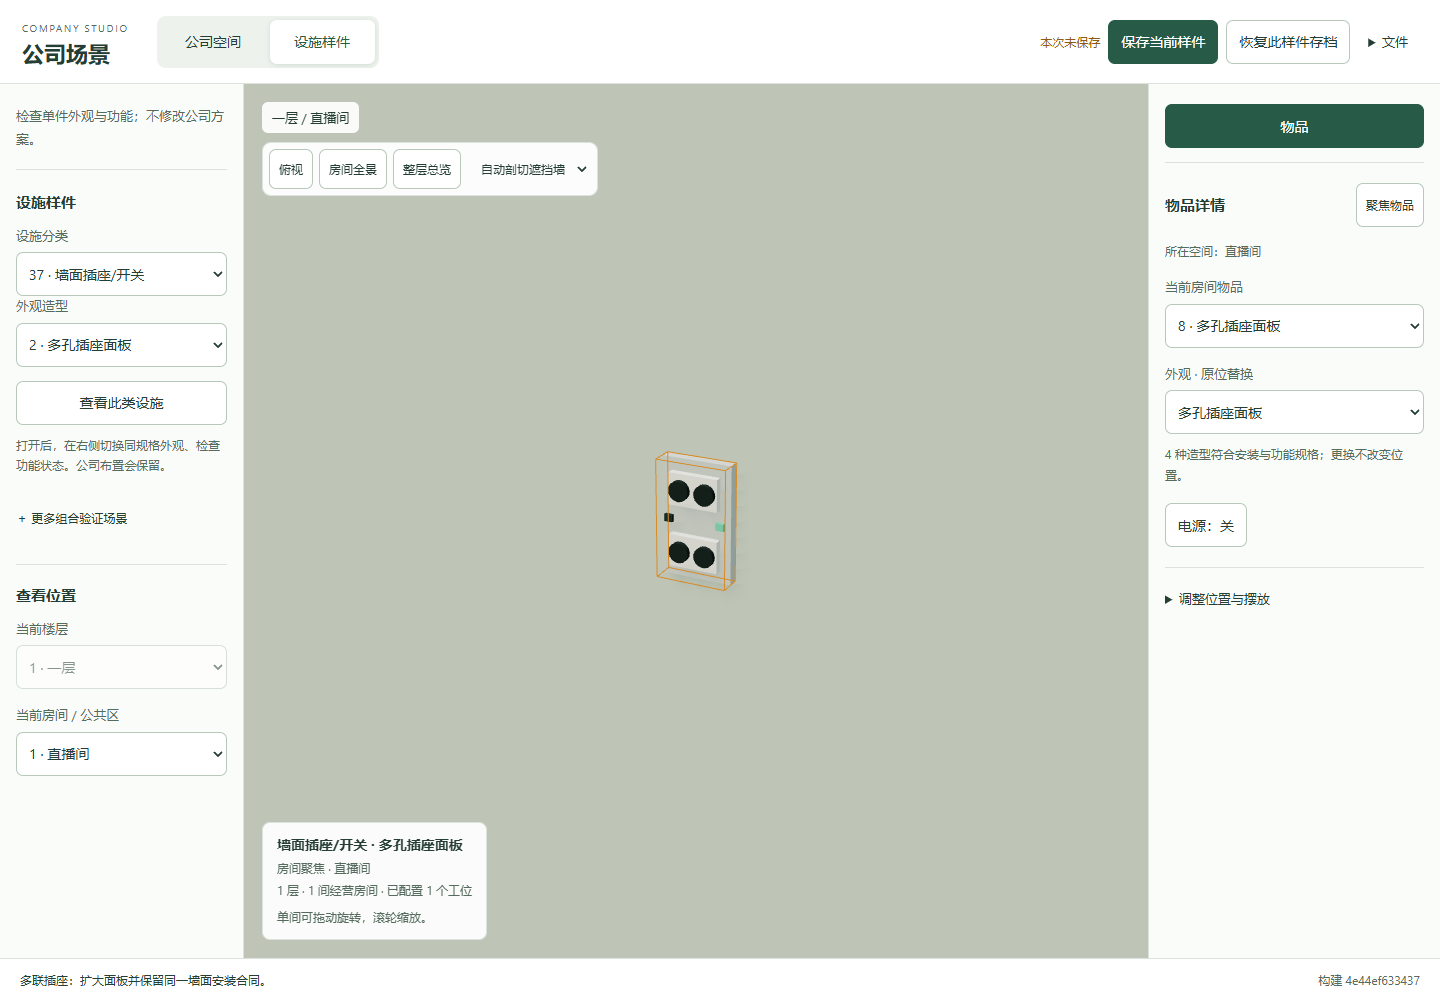 COMPANY STUDIO
公司场景
公司空间
设施样件
本次未保存
保存当前样件
恢复此样件存档
▶ 文件
检查单件外观与功能；不修改公司方
案。
设施样件
设施分类
37 · 墙面插座/开关
外观造型
2 · 多孔插座面板
查看此类设施
打开后，在右侧切换同规格外观、检查
功能状态。公司布置会保留。
+ 更多组合验证场景
查看位置
当前楼层
1 · 一层
当前房间 / 公共区
1 · 直播间
一层 / 直播间
俯视
房间全景
整层总览
自动剖切遮挡墙
墙面插座/开关 · 多孔插座面板
房间聚焦 · 直播间
1 层 · 1 间经营房间 · 已配置 1 个工位
单间可拖动旋转，滚轮缩放。
物品
物品详情
聚焦物品
所在空间：直播间
当前房间物品
8 · 多孔插座面板
外观 · 原位替换
多孔插座面板
4 种造型符合安装与功能规格；更换不改变位
置。
电源：关
▶ 调整位置与摆放
多联插座：扩大面板并保留同一墙面安装合同。
构建 4e44ef633437